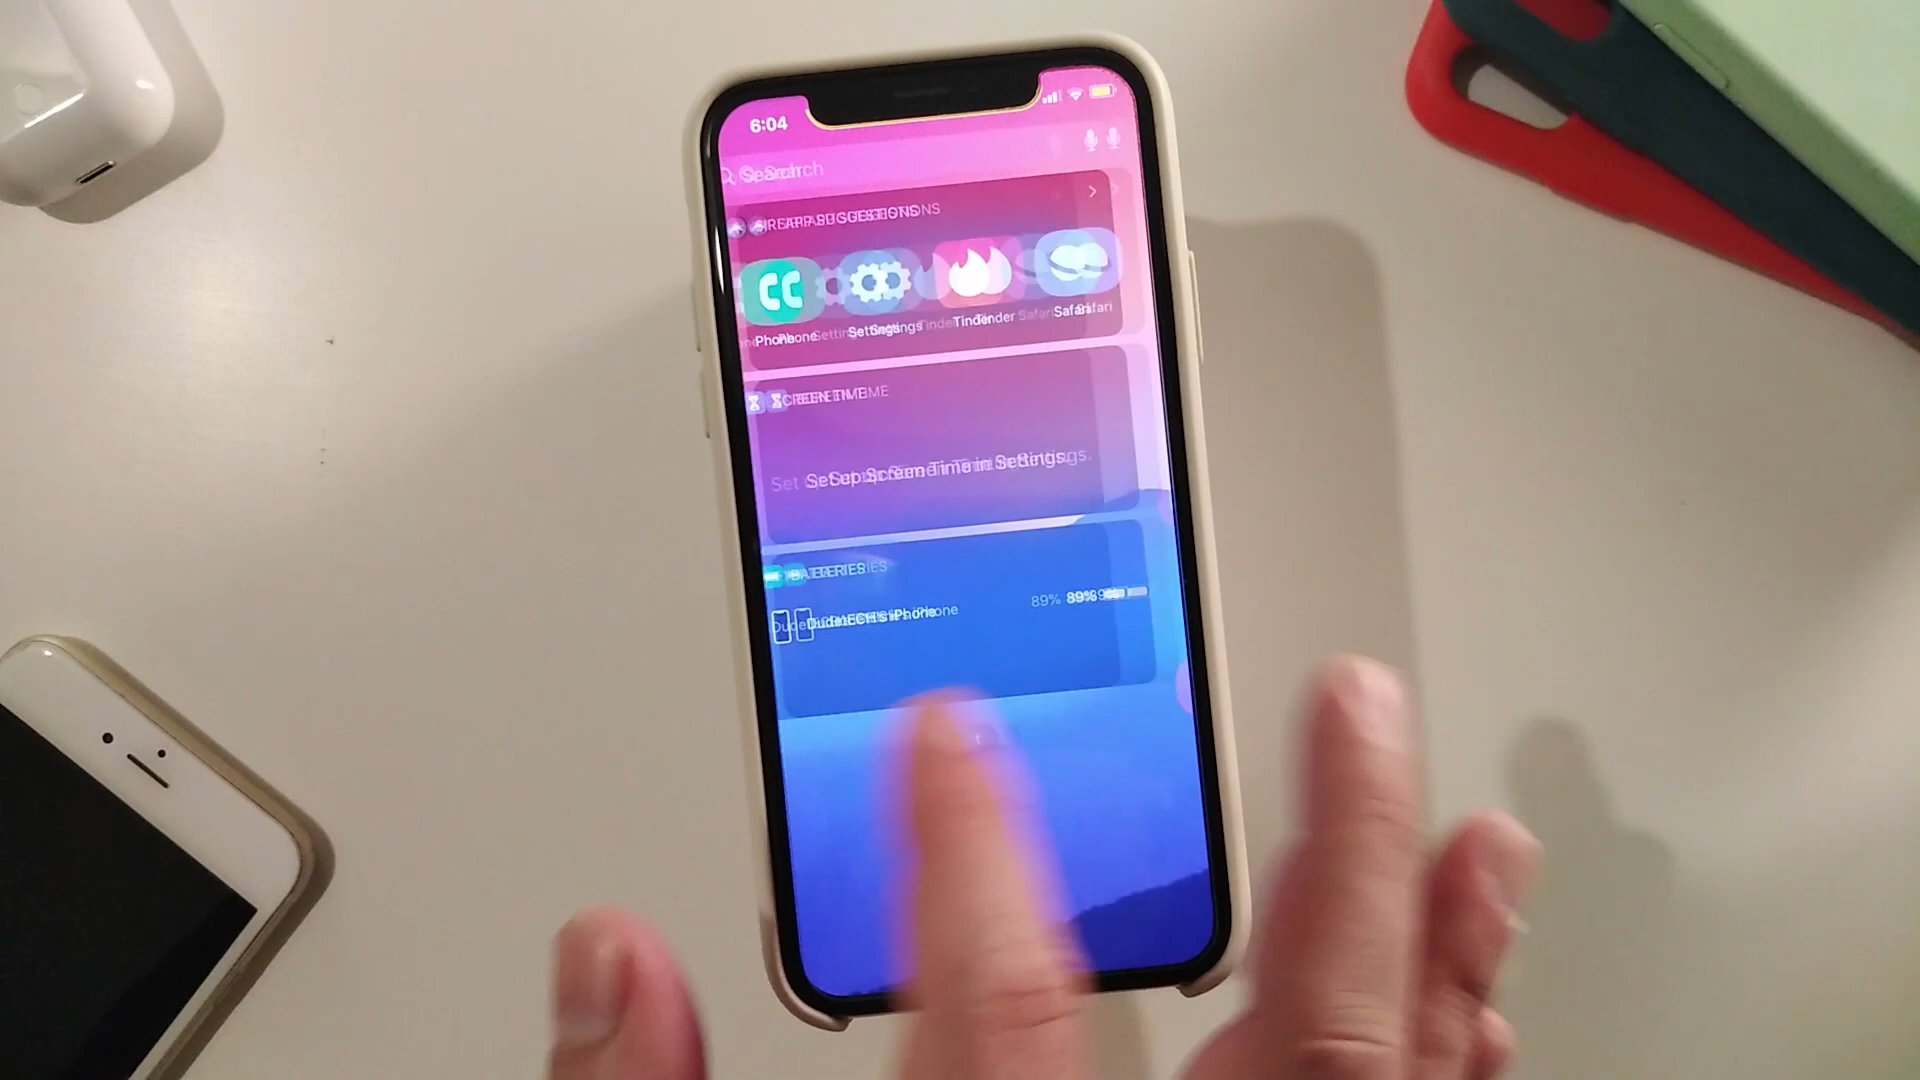 6:04
Search
SIRI APP SUGGESTIONS
Phone Settings Tinder Safari
SCREEN TIME
Set up Screen Time in Settings.
BATTERIES
iPhone 89%